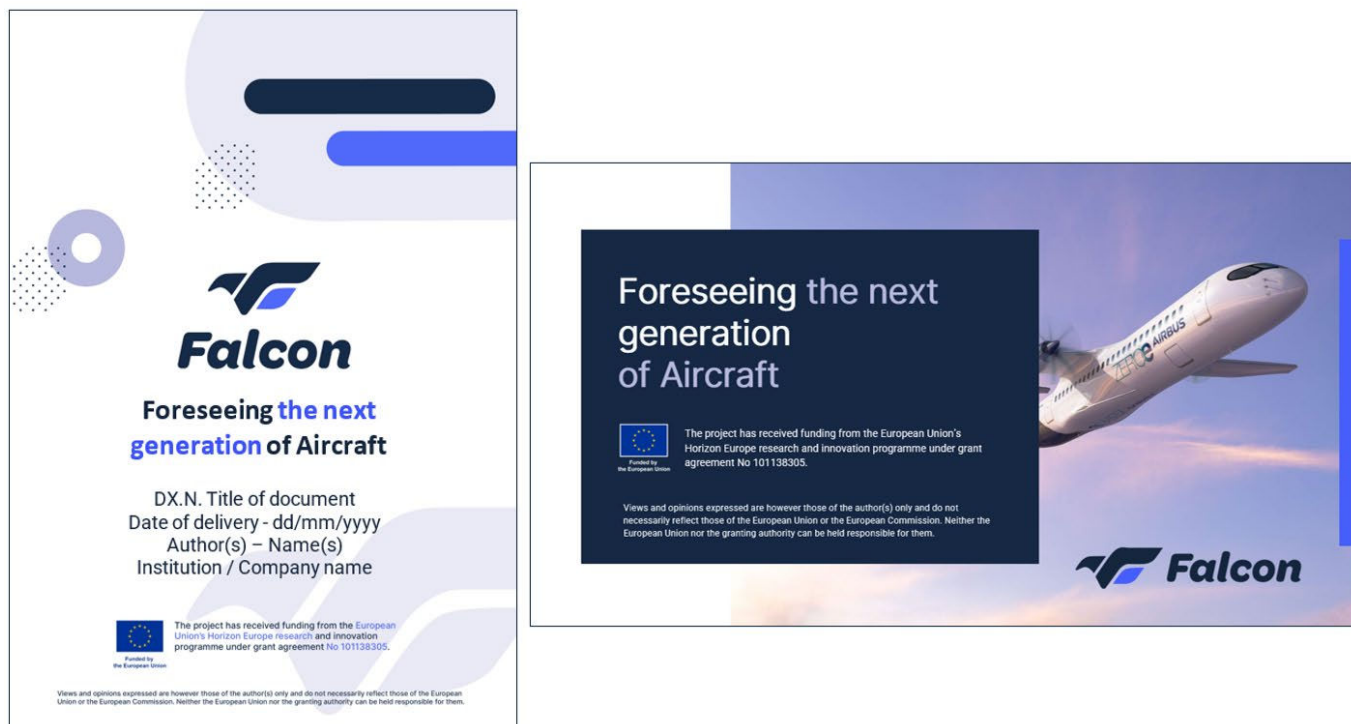 Falcon
Foreseeing the next
generation of Aircraft
DX.N. Title of document
Date of delivery - dd/mm/yyyy
Author(s) – Name(s)
Institution / Company name
Funded by
the European Union
The project has received funding from the European
Union's Horizon Europe research and innovation
programme under grant agreement No 101138305.
Views and opinions expressed are however those of the author(s) only and do not necessarily reflect those of the European
Union or the European Commission. Neither the European Union nor the granting authority can be held responsible for them.
Foreseeing the next
generation
of Aircraft
Funded by
the European Union
The project has received funding from the European Union's
Horizon Europe research and innovation programme under grant
agreement No 101138305.
Views and opinions expressed are however those of the author(s) only and do not
necessarily reflect those of the European Union or the European Commission. Neither the
European Union nor the granting authority can be held responsible for them.
ZEROe AIRBUS
Falcon